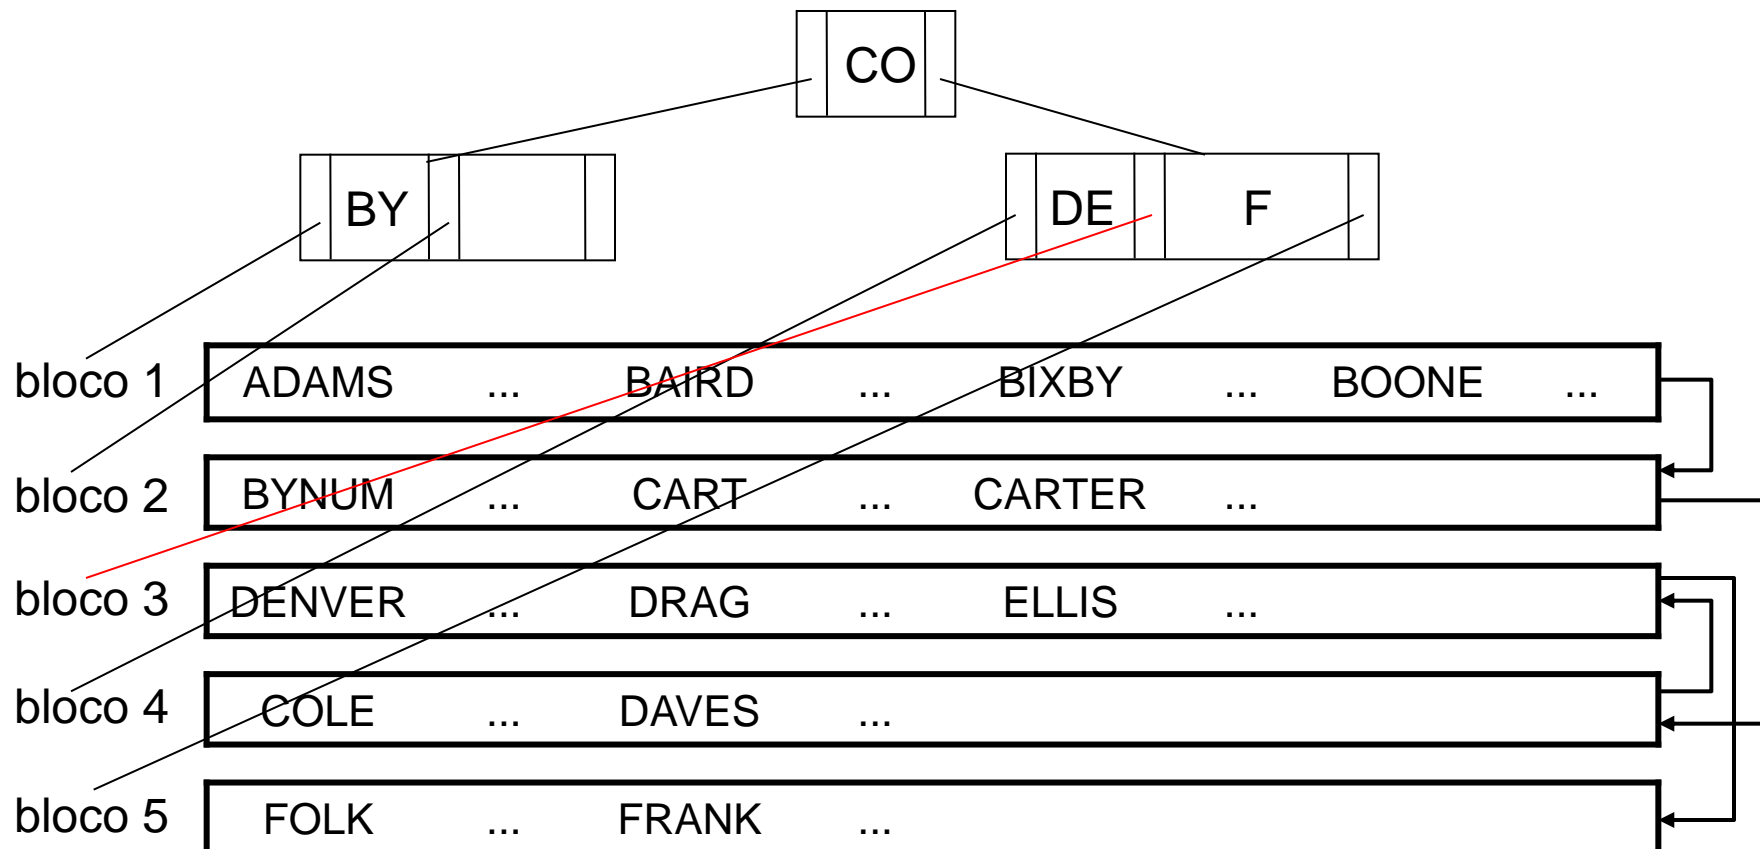 CO
BY DE F
bloco 1 ADAMS ... BAIRD ... BIXBY ... BOONE ...
bloco 2 BYNUM ... CART ... CARTER ...
bloco 3 DENVER ... DRAG ... ELLIS ...
bloco 4 COLE ... DAVES ...
bloco 5 FOLK ... FRANK ...